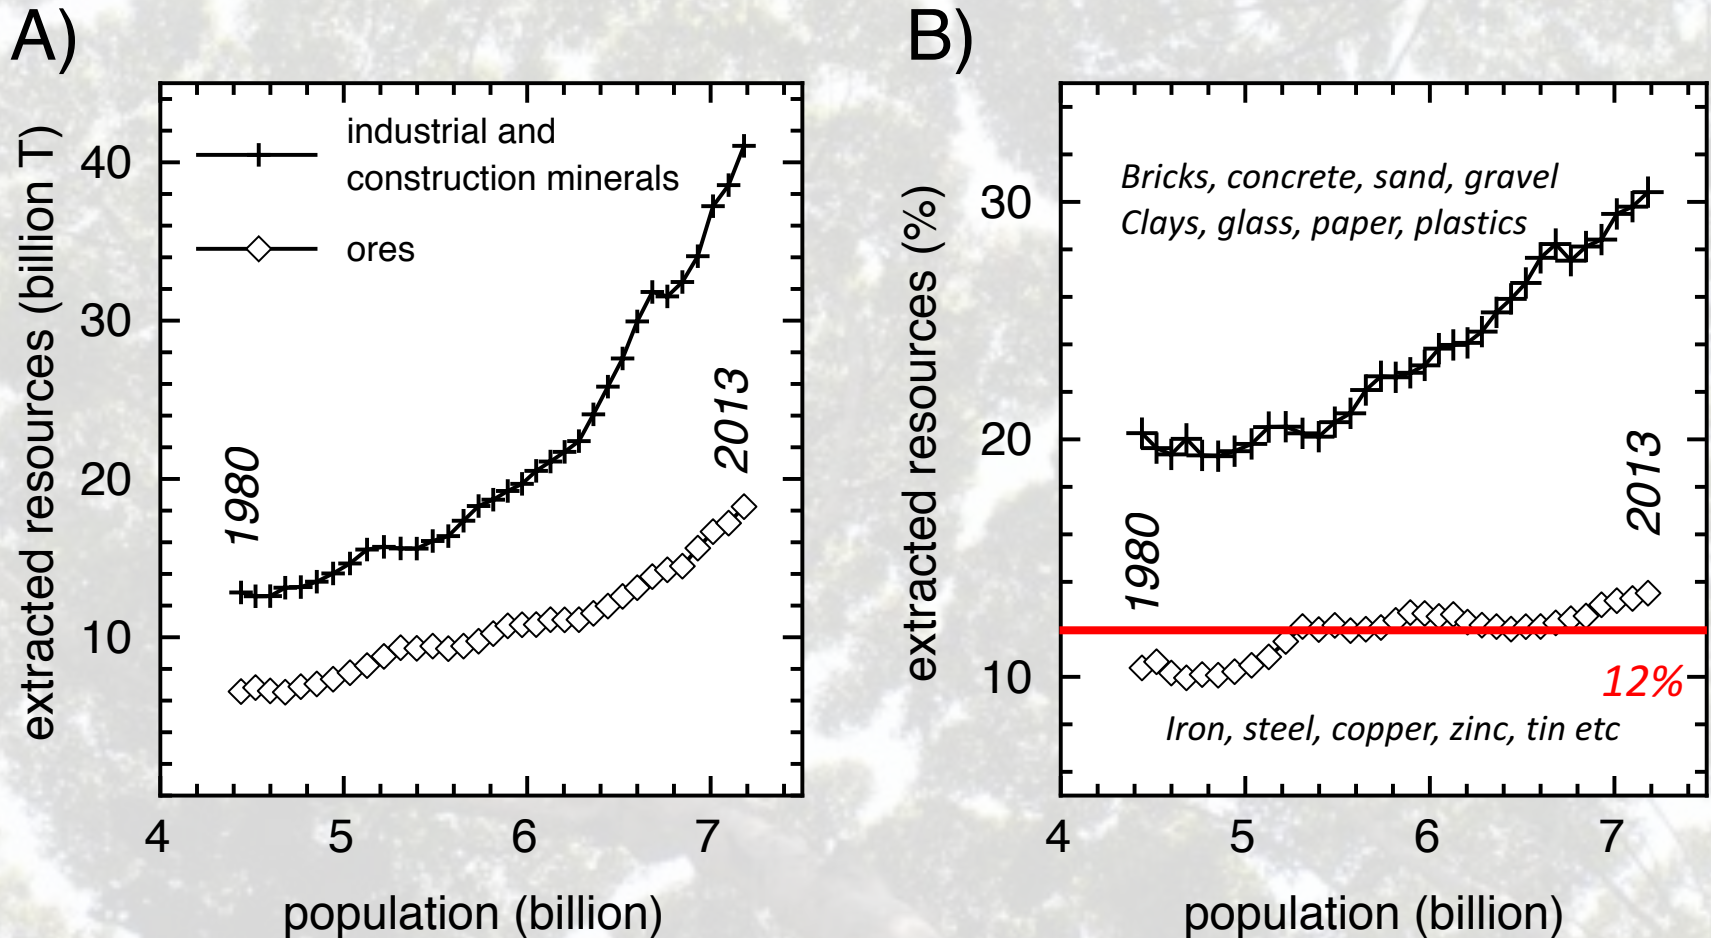 A)
extracted resources (billion T)
40
30
20
10
industrial and
construction minerals
ores
1980
2013
4 5 6 7
population (billion)
B)
extracted resources (%)
30
20
10
Bricks, concrete, sand, gravel
Clays, glass, paper, plastics
1980
2013
12%
Iron, steel, copper, zinc, tin etc
4 5 6 7
population (billion)